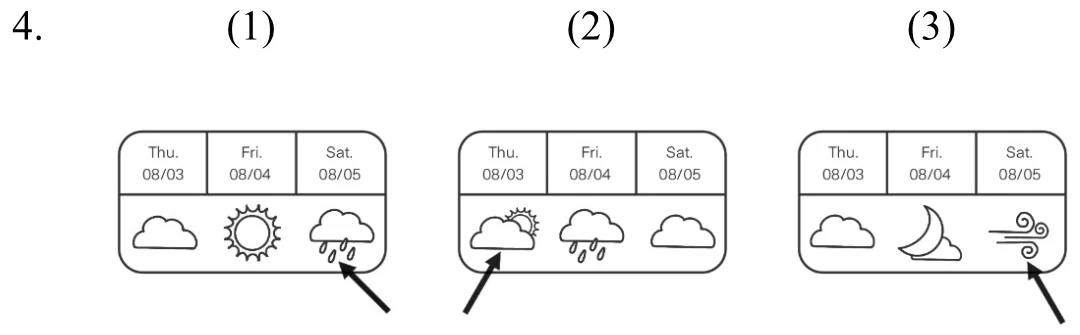 4. (1) (2) (3)
Thu. Fri. Sat. Thu. Fri. Sat. Thu. Fri. Sat.
08/03 08/04 08/05 08/03 08/04 08/05 08/03 08/04 08/05